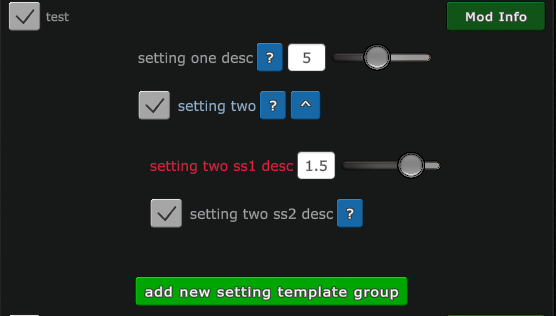 test Mod Info
setting one desc ? 5
setting two ? ^
setting two ss1 desc 1.5
setting two ss2 desc ?
add new setting template group